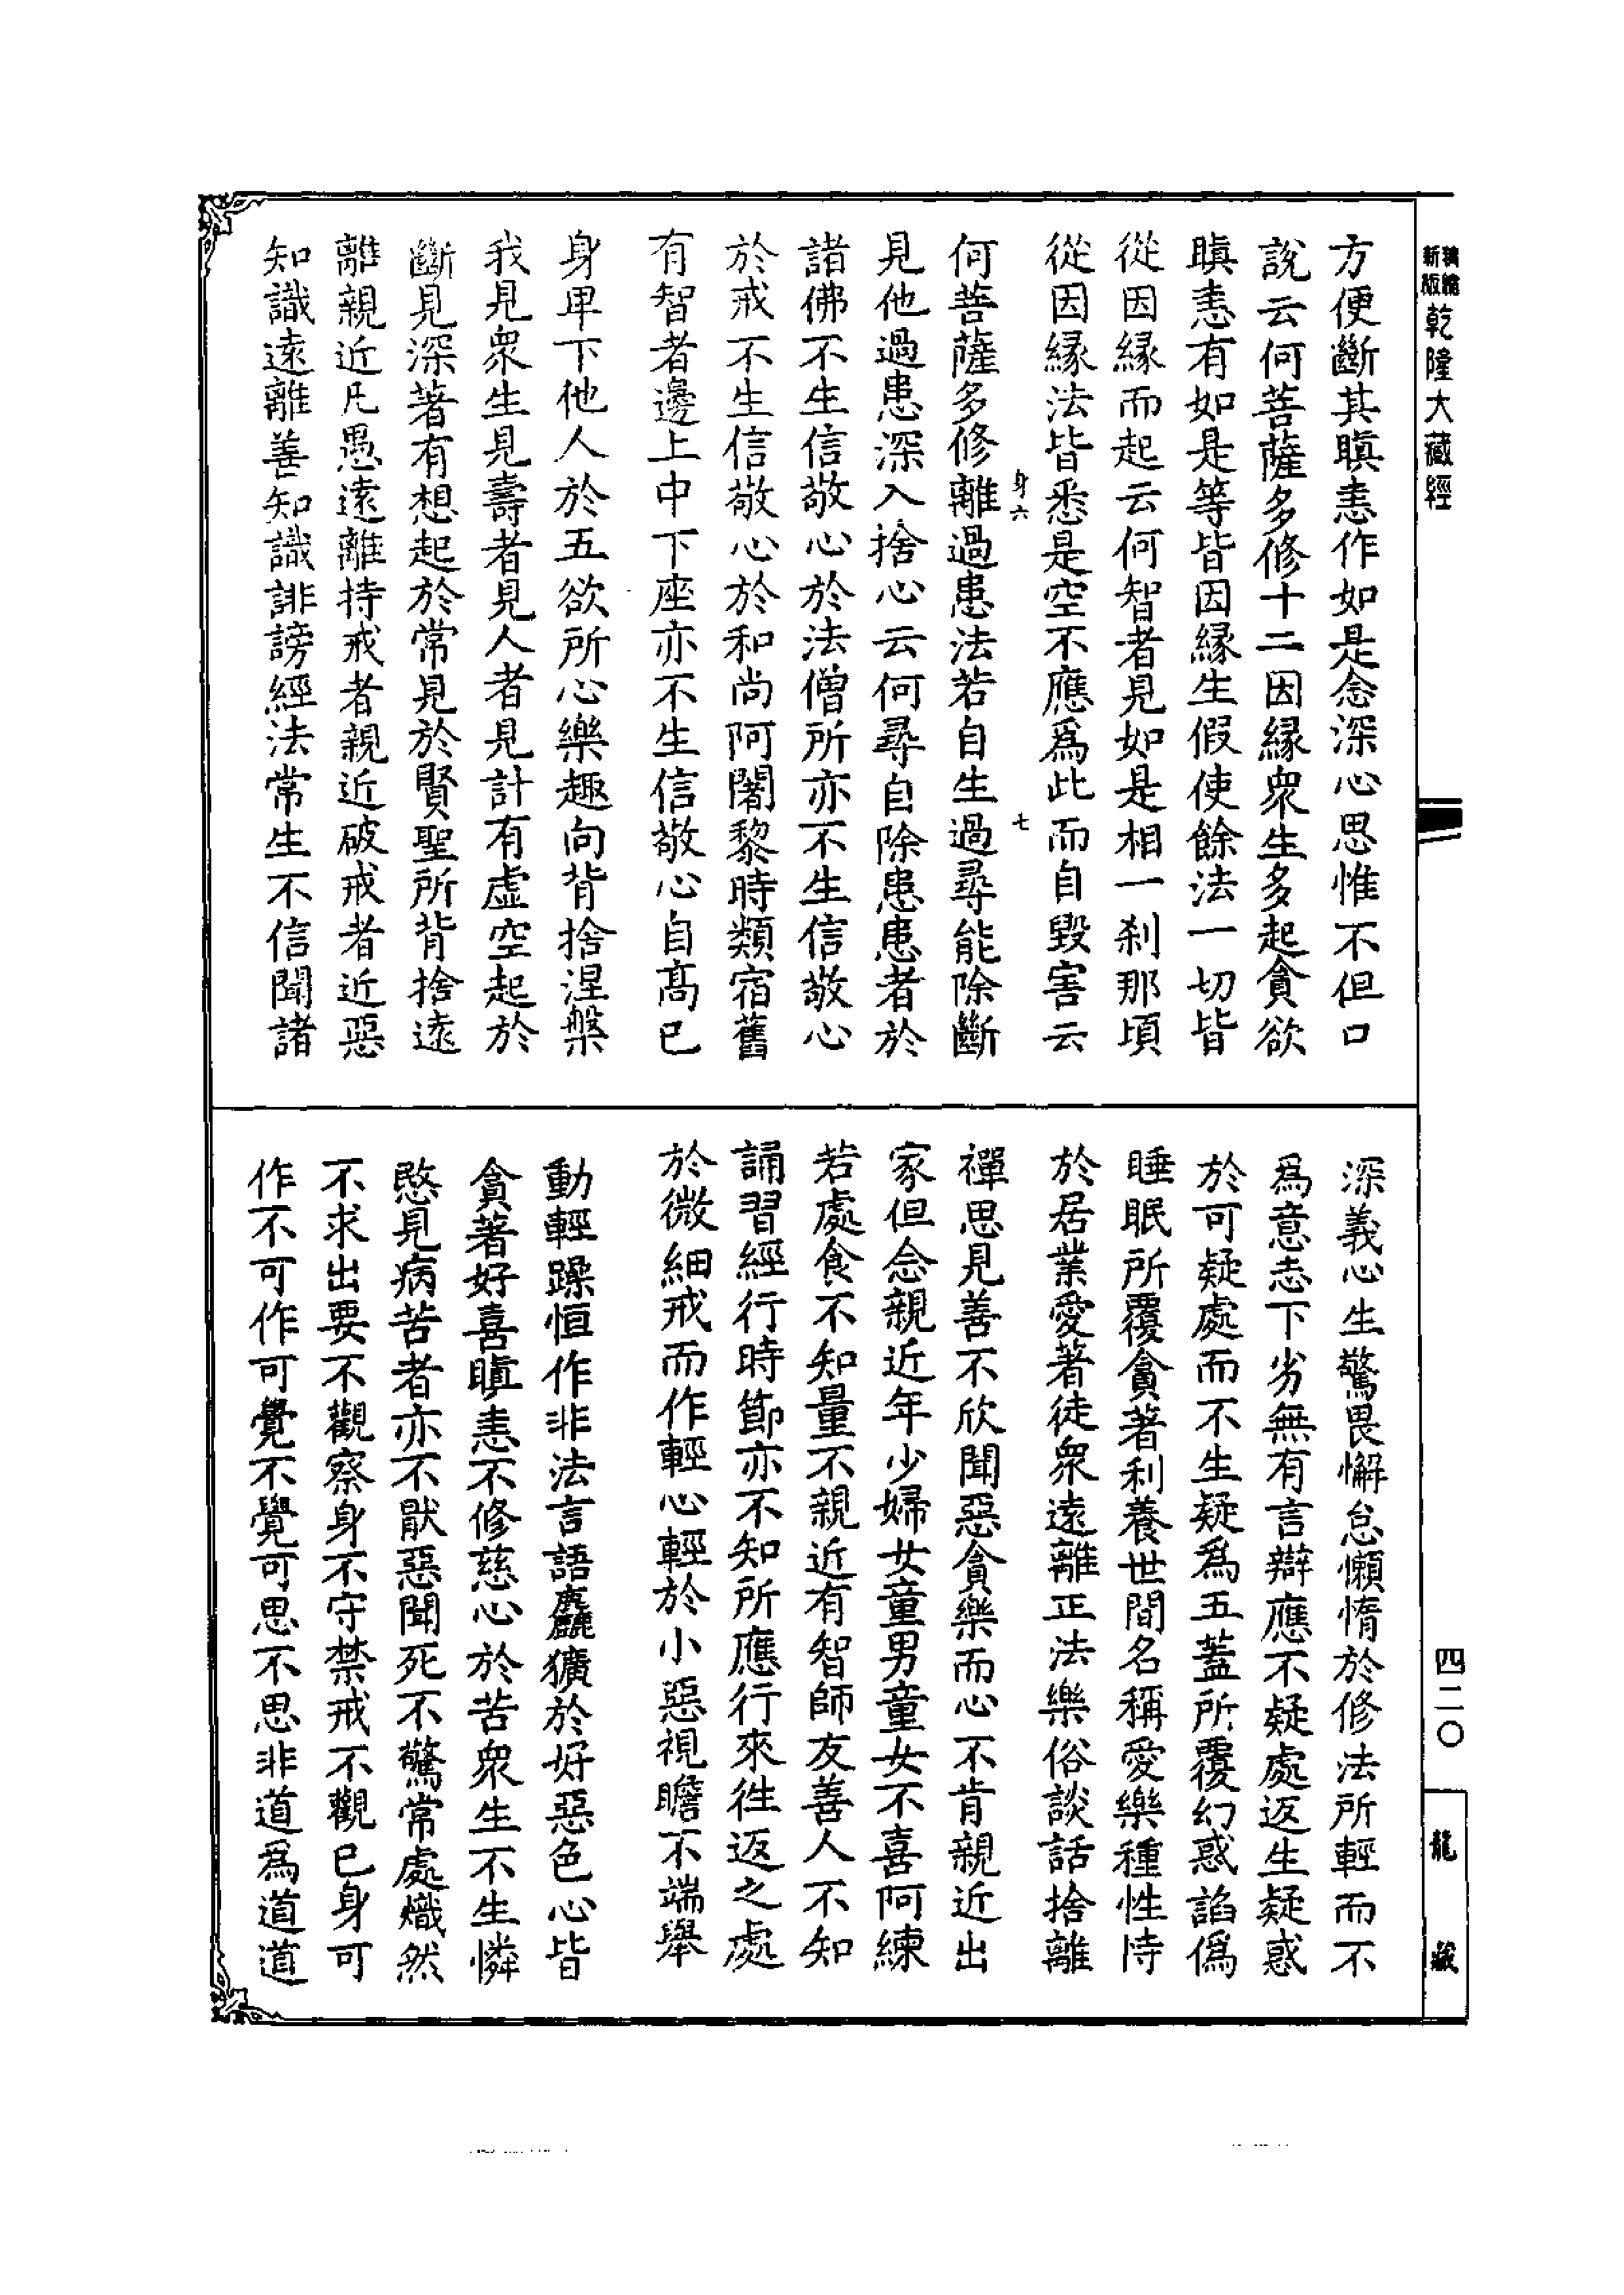 精縮新版乾隆大藏經
方便斷其瞋恚作如是念深心思惟不但口
說云何菩薩多修十二因緣眾生多起貪欲
瞋恚有如是等皆因緣生假使餘法一切皆
從因緣而起云何智者見如是相一刹那頃
從因緣法皆悉是空不應爲此而自毀害云
身六 七
何菩薩多修離過患法若自生過尋能除斷
見他過患深入捨心云何尋自除患患者於
諸佛不生信敬心於法僧所亦不生信敬心
於戒不生信敬心於和尚阿闍黎時類宿舊
有智者邊上中下座亦不生信敬心自高已
身卑下他人於五欲所心樂趣向背捨涅槃
我見衆生見壽者見人者見計有虛空起於
斷見深著有想起於常見於賢聖所背捨遠
離親近凡愚遠離持戒者親近破戒者近惡
知識遠離善知識誹謗經法常生不信聞諸
深義心生驚畏懈怠懶惰於修法所輕而不
爲意志下劣無有言辯應不疑處返生疑惑
於可疑處而不生疑爲五蓋所覆幻惑諂僞
睡眠所覆貪著利養世間名稱愛樂種性恃
於居業愛著徒衆遠離正法樂俗談話捨離
禪思見善不欣聞惡貪樂而心不肯親近出
家但念親近年少婦女童男童女不喜阿練
若處食不知量不親近有智師友善人不知
誦習經行時節亦不知所應行來往返之處
於微細戒而作輕心輕於小惡視瞻不端舉
動輕躁恒作非法言語麤獷於好惡色心皆
貪著好喜瞋恚不修慈心於苦衆生不生憐
愍見病苦者亦不猒惡聞死不驚常處熾然
不求出要不觀察身不守禁戒不觀已身可
作不可作可覺不覺可思不思非道爲道道
四二〇
龍藏